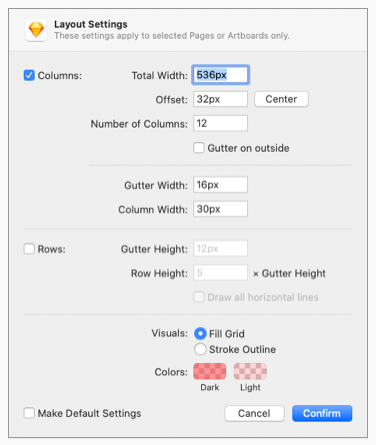 Layout Settings
These settings apply to selected Pages or Artboards only.
Columns: Total Width: 536px
Offset: 32px Center
Number of Columns: 12
Gutter on outside
Gutter Width: 16px
Column Width: 30px
Rows: Gutter Height: 12px
Row Height: 5 × Gutter Height
Draw all horizontal lines
Visuals: Fill Grid
Stroke Outline
Colors:
Dark Light
Make Default Settings Cancel Confirm